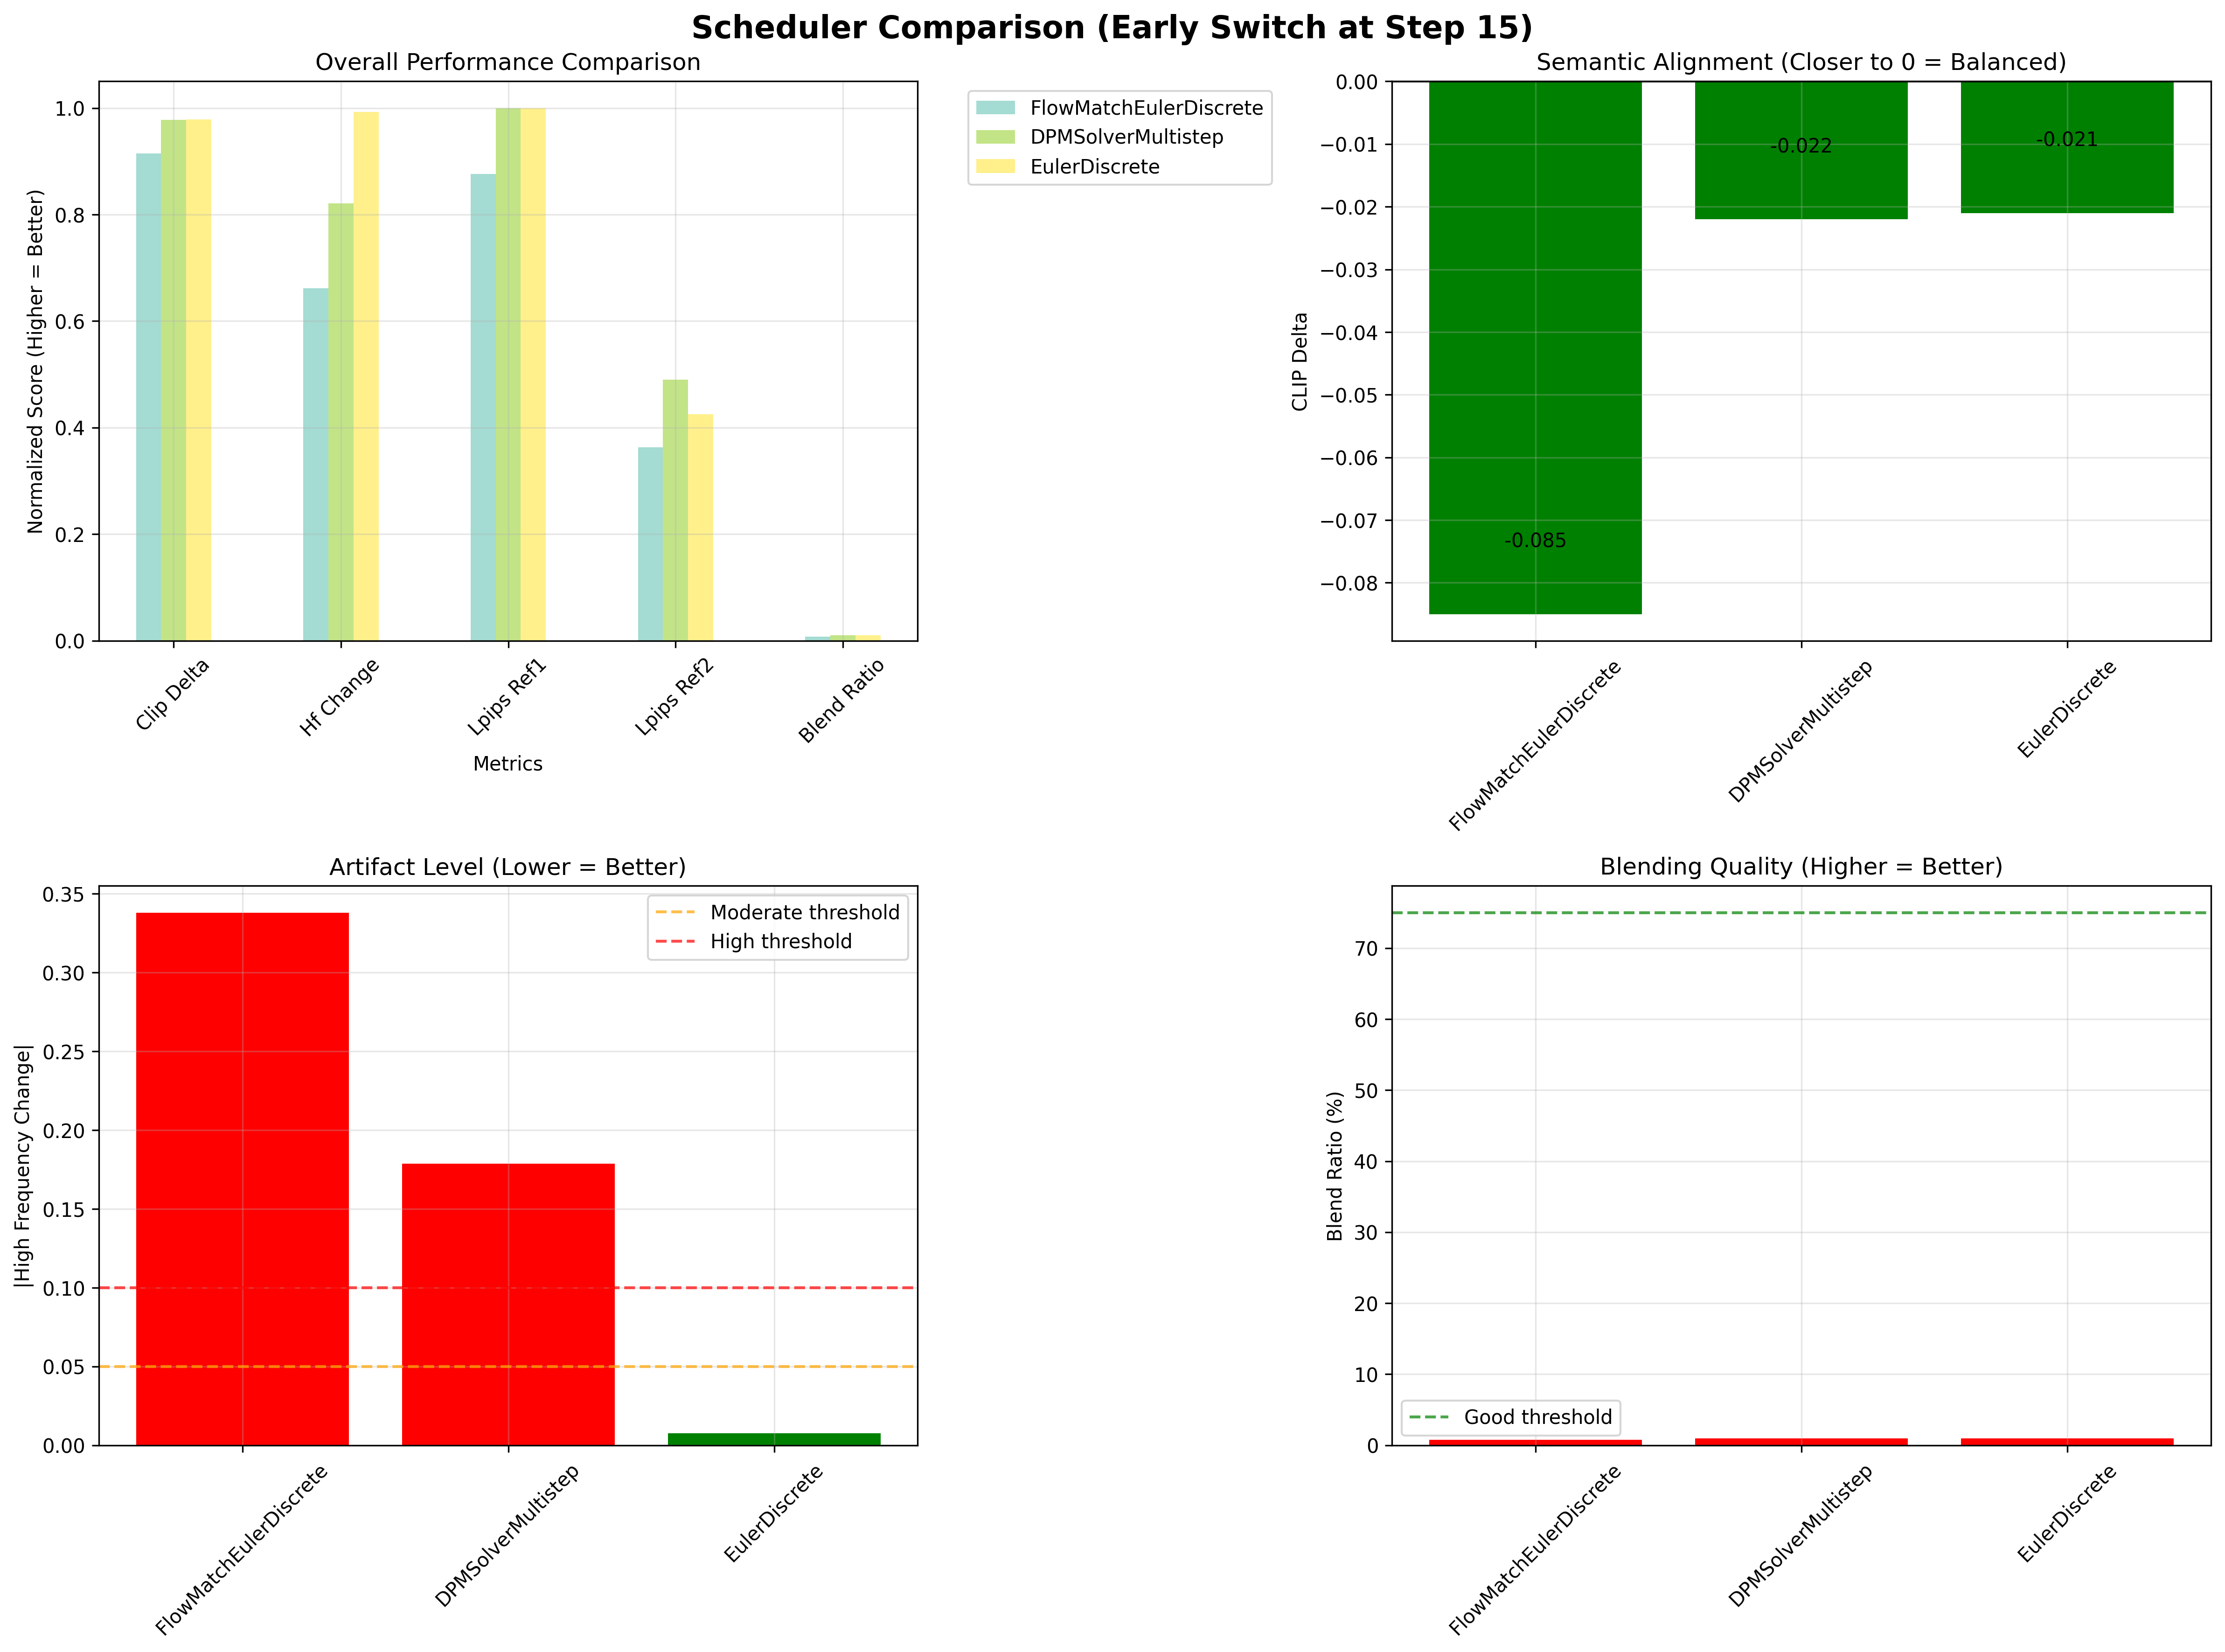 Scheduler Comparison (Early Switch at Step 15)
Overall Performance Comparison
Normalized Score (Higher = Better)
1.0
0.8
0.6
0.4
0.2
0.0
Clip Delta
Hf Change
Lpips Ref1
Lpips Ref2
Blend Ratio
Metrics
FlowMatchEulerDiscrete
DPMSolverMultistep
EulerDiscrete
Semantic Alignment (Closer to 0 = Balanced)
CLIP Delta
0.00
−0.01
−0.02
−0.03
−0.04
−0.05
−0.06
−0.07
−0.08
-0.085
-0.022
-0.021
FlowMatchEulerDiscrete
DPMSolverMultistep
EulerDiscrete
Artifact Level (Lower = Better)
|High Frequency Change|
0.35
0.30
0.25
0.20
0.15
0.10
0.05
0.00
Moderate threshold
High threshold
FlowMatchEulerDiscrete
DPMSolverMultistep
EulerDiscrete
Blending Quality (Higher = Better)
Blend Ratio (%)
70
60
50
40
30
20
10
0
Good threshold
FlowMatchEulerDiscrete
DPMSolverMultistep
EulerDiscrete